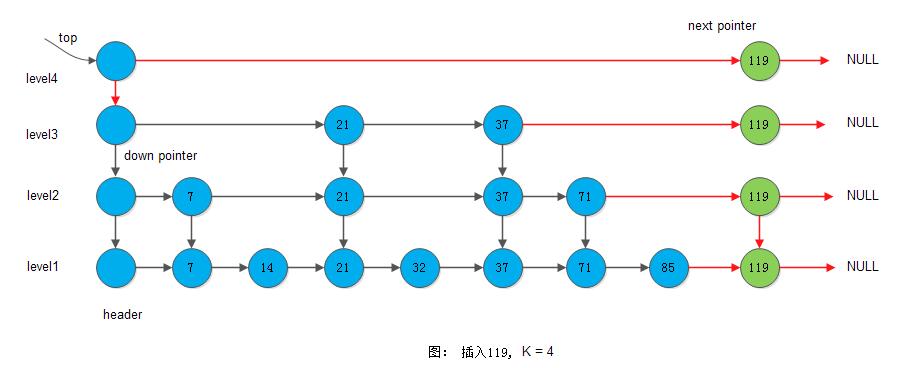 next pointer
top
119
NULL
level4
level3
21
37
119
NULL
down pointer
level2
7
21
37
71
119
NULL
level1
7
14
21
32
37
71
85
119
NULL
header
图： 插入119, K = 4